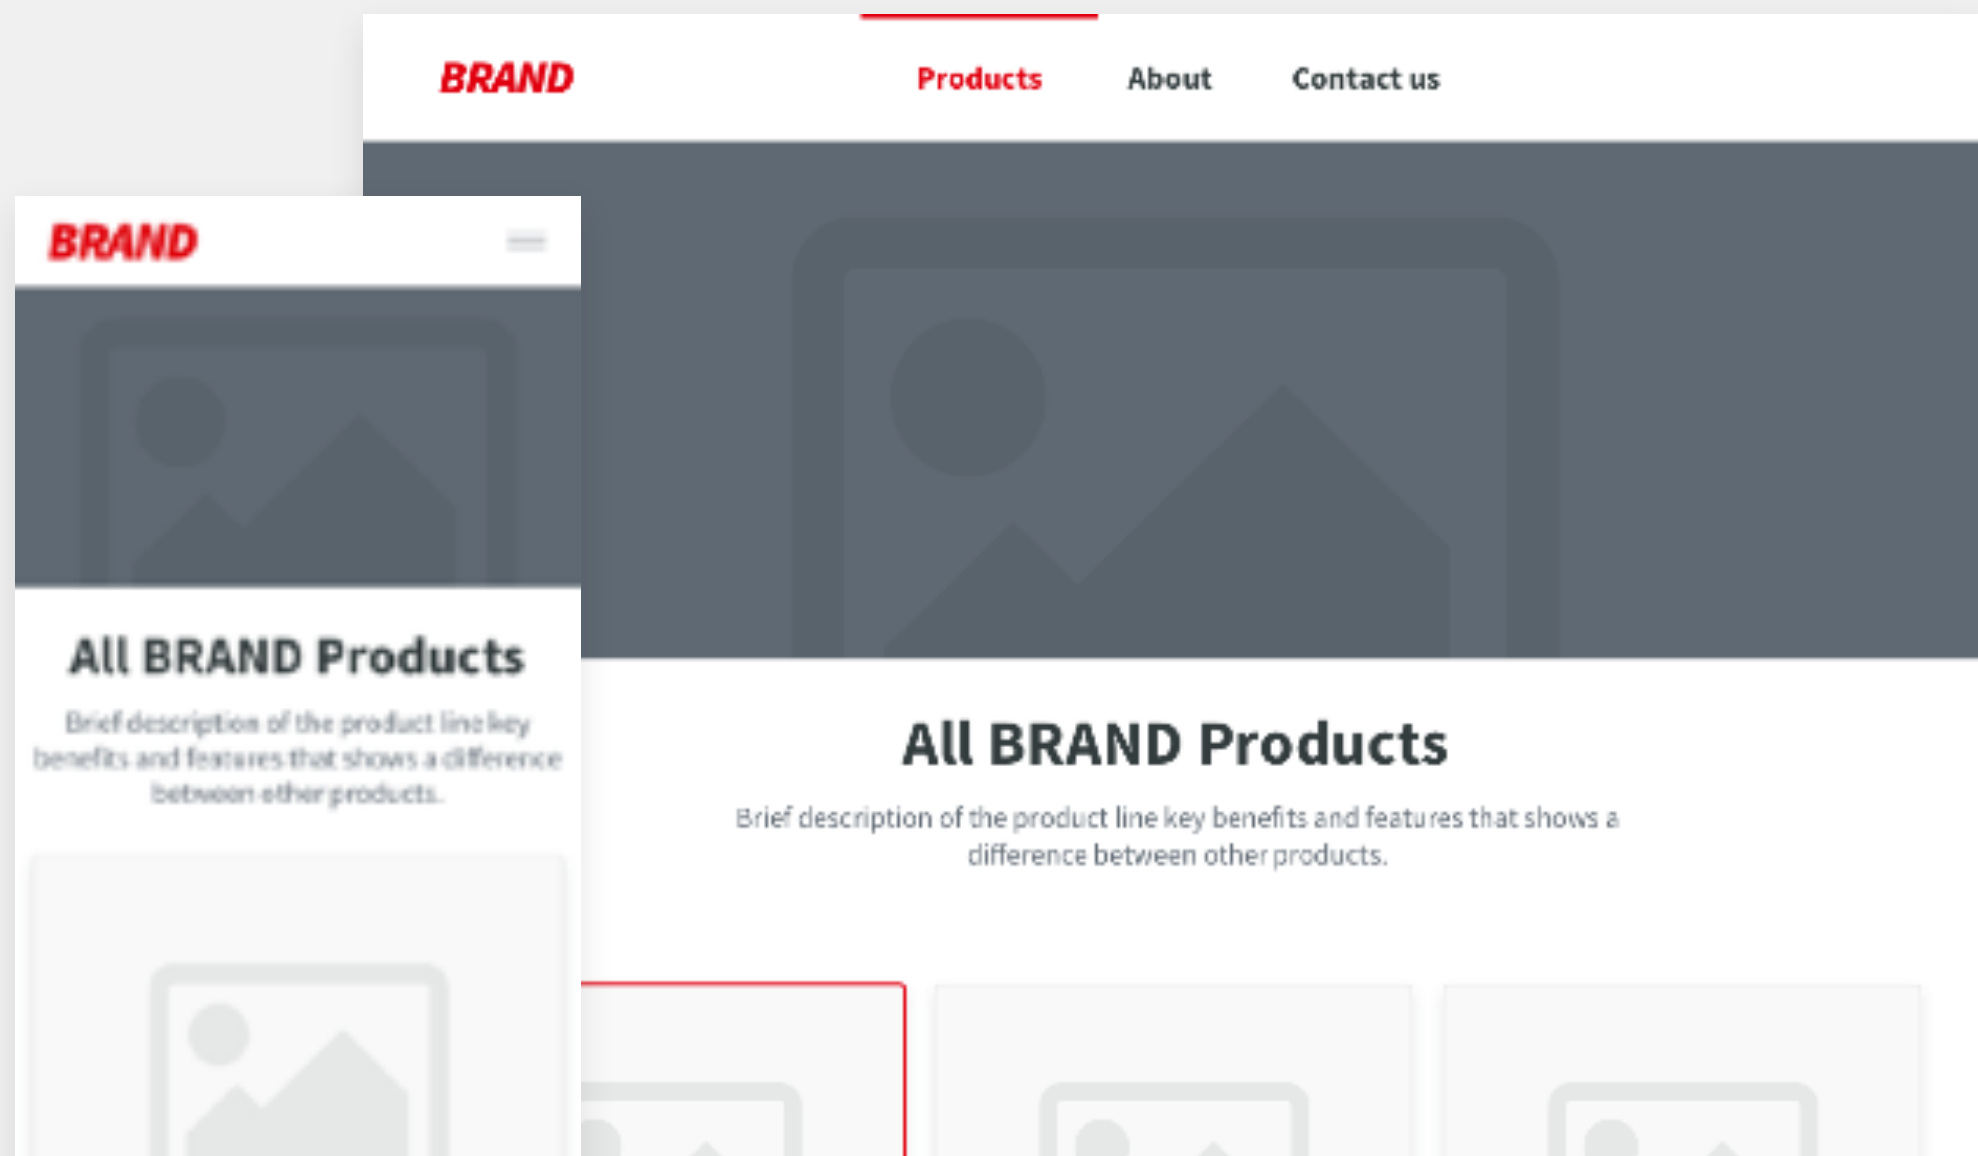 BRAND
Products About Contact us
All BRAND Products
Brief description of the product line key benefits and features that shows a
difference between other products.
BRAND
All BRAND Products
Brief description of the product line key
benefits and features that shows a difference
between other products.